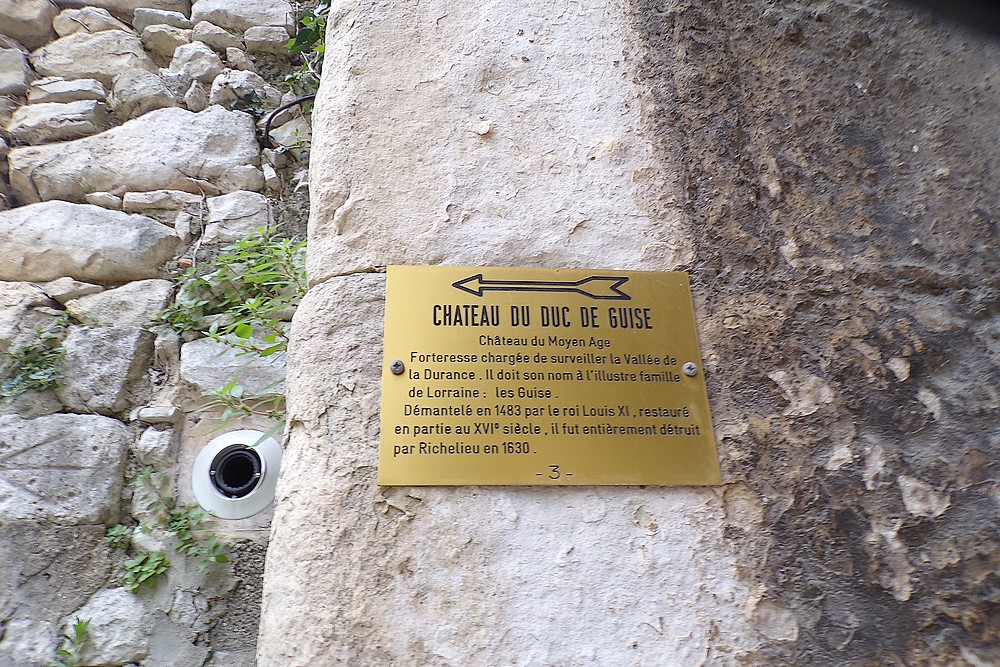 CHATEAU DU DUC DE GUISE
Château du Moyen Age
Forteresse chargée de surveiller la Vallée de
la Durance . Il doit son nom à l'illustre famille
de Lorraine : les Guise .
Démantelé en 1483 par le roi Louis XI , restauré
en partie au XVIe siècle , il fut entièrement détruit
par Richelieu en 1630 .
- 3 -